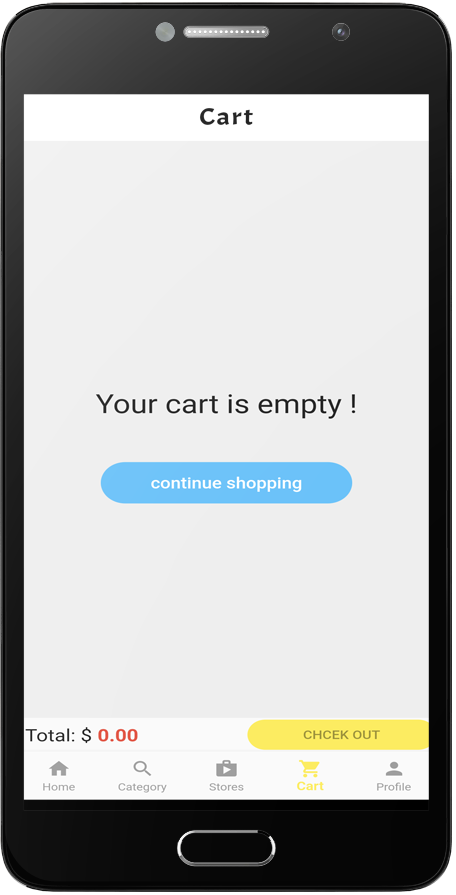 Cart
Your cart is empty !
continue shopping
Total: $ 0.00
CHCEK OUT
Home Category Stores Cart Profile